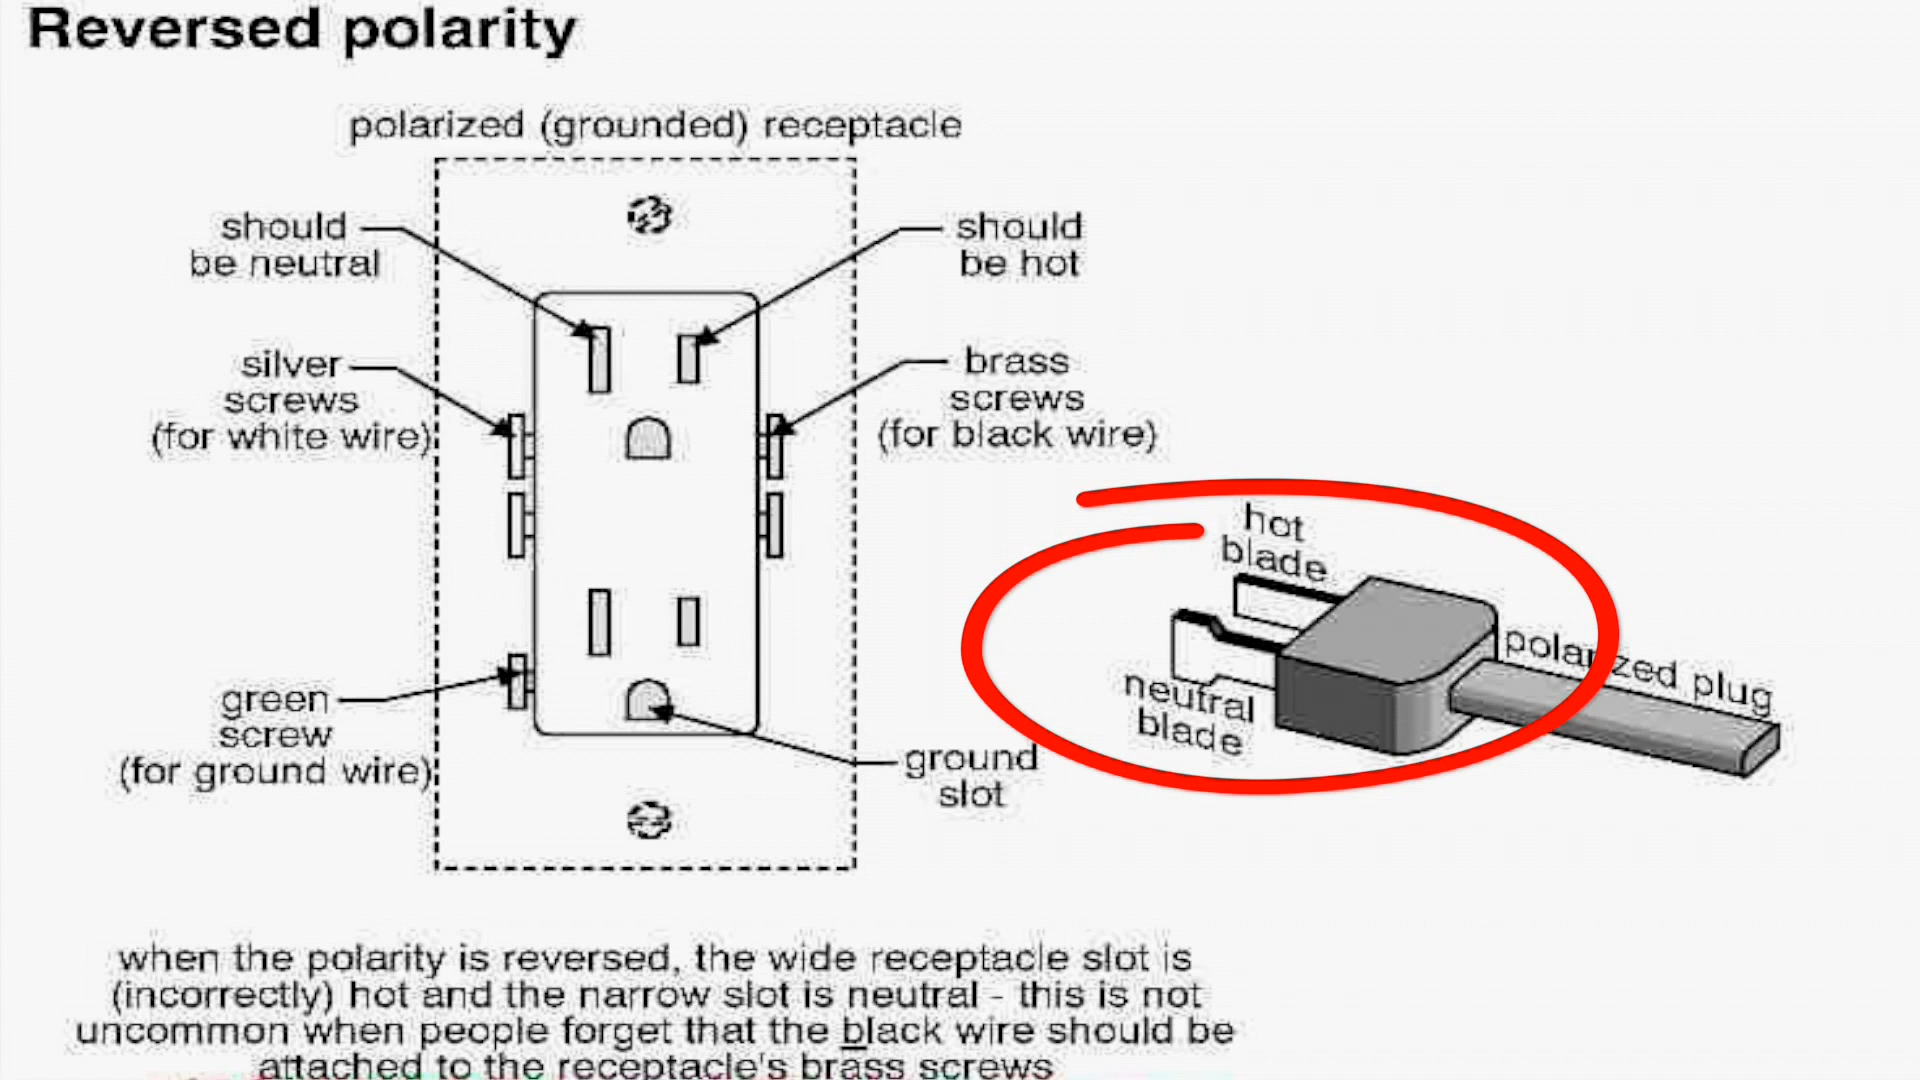 Reversed polarity
polarized (grounded) receptacle
should
be neutral
should
be hot
silver
screws
(for white wire)
brass
screws
(for black wire)
hot
blade
polarized plug
neutral
blade
green
screw
(for ground wire)
ground
slot
when the polarity is reversed, the wide receptacle slot is
(incorrectly) hot and the narrow slot is neutral - this is not
uncommon when people forget that the black wire should be
attached to the receptacle's brass screws